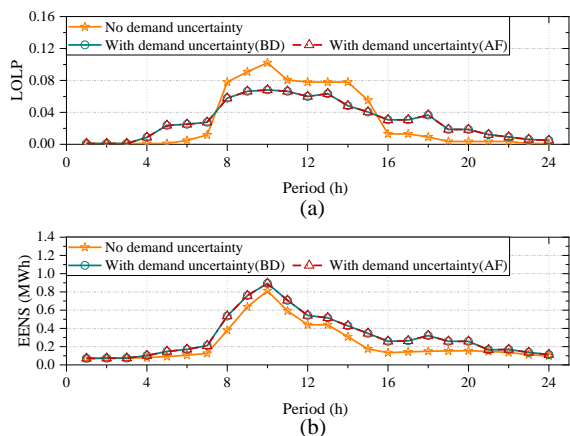 0.16
0.12
0.08
0.04
0.00
LOLP
No demand uncertainty
With demand uncertainty(BD)
With demand uncertainty(AF)
0 4 8 12 16 20 24
Period (h)
(a)
1.4
1.2
1.0
0.8
0.6
0.4
0.2
0.0
EENS (MWh)
No demand uncertainty
With demand uncertainty(BD)
With demand uncertainty(AF)
0 4 8 12 16 20 24
Period (h)
(b)